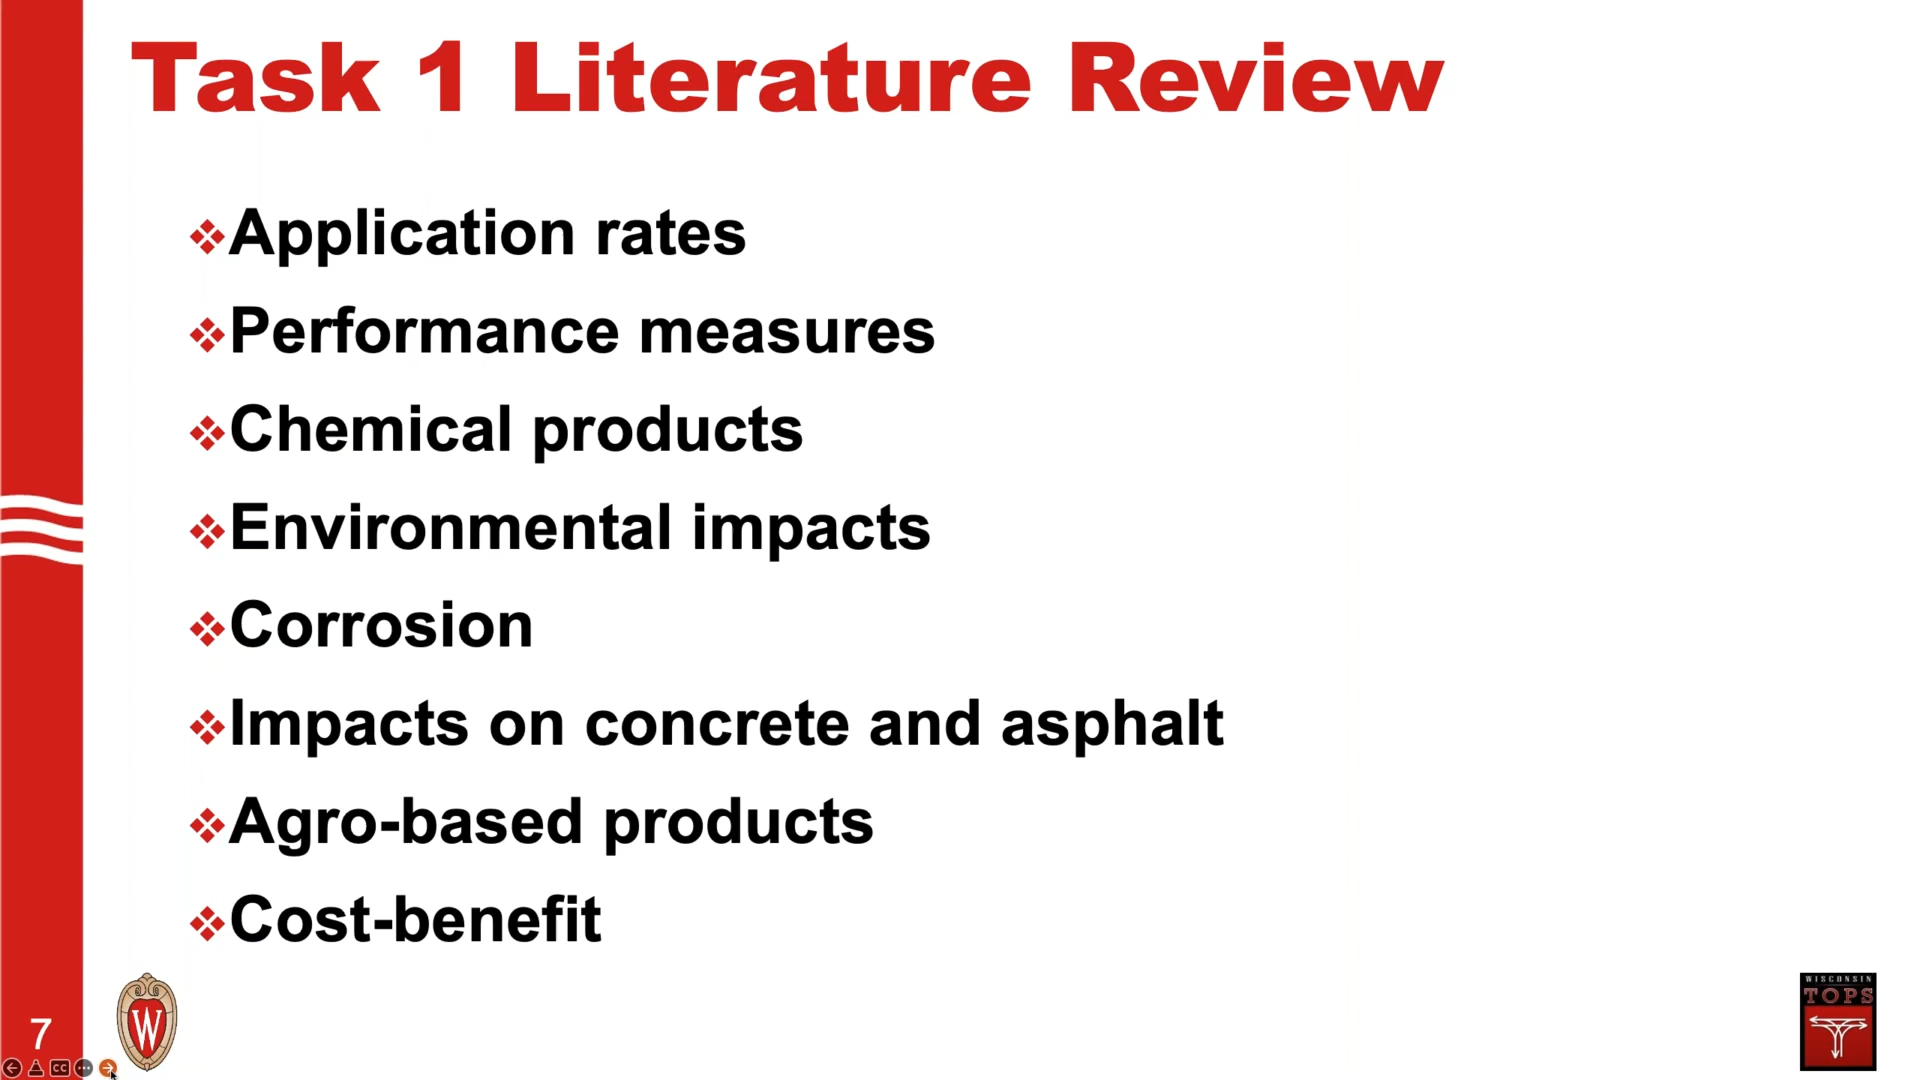 Task 1 Literature Review
Application rates
Performance measures
Chemical products
Environmental impacts
Corrosion
Impacts on concrete and asphalt
Agro-based products
Cost-benefit
7
CC
W
WISCONSIN
TOPS